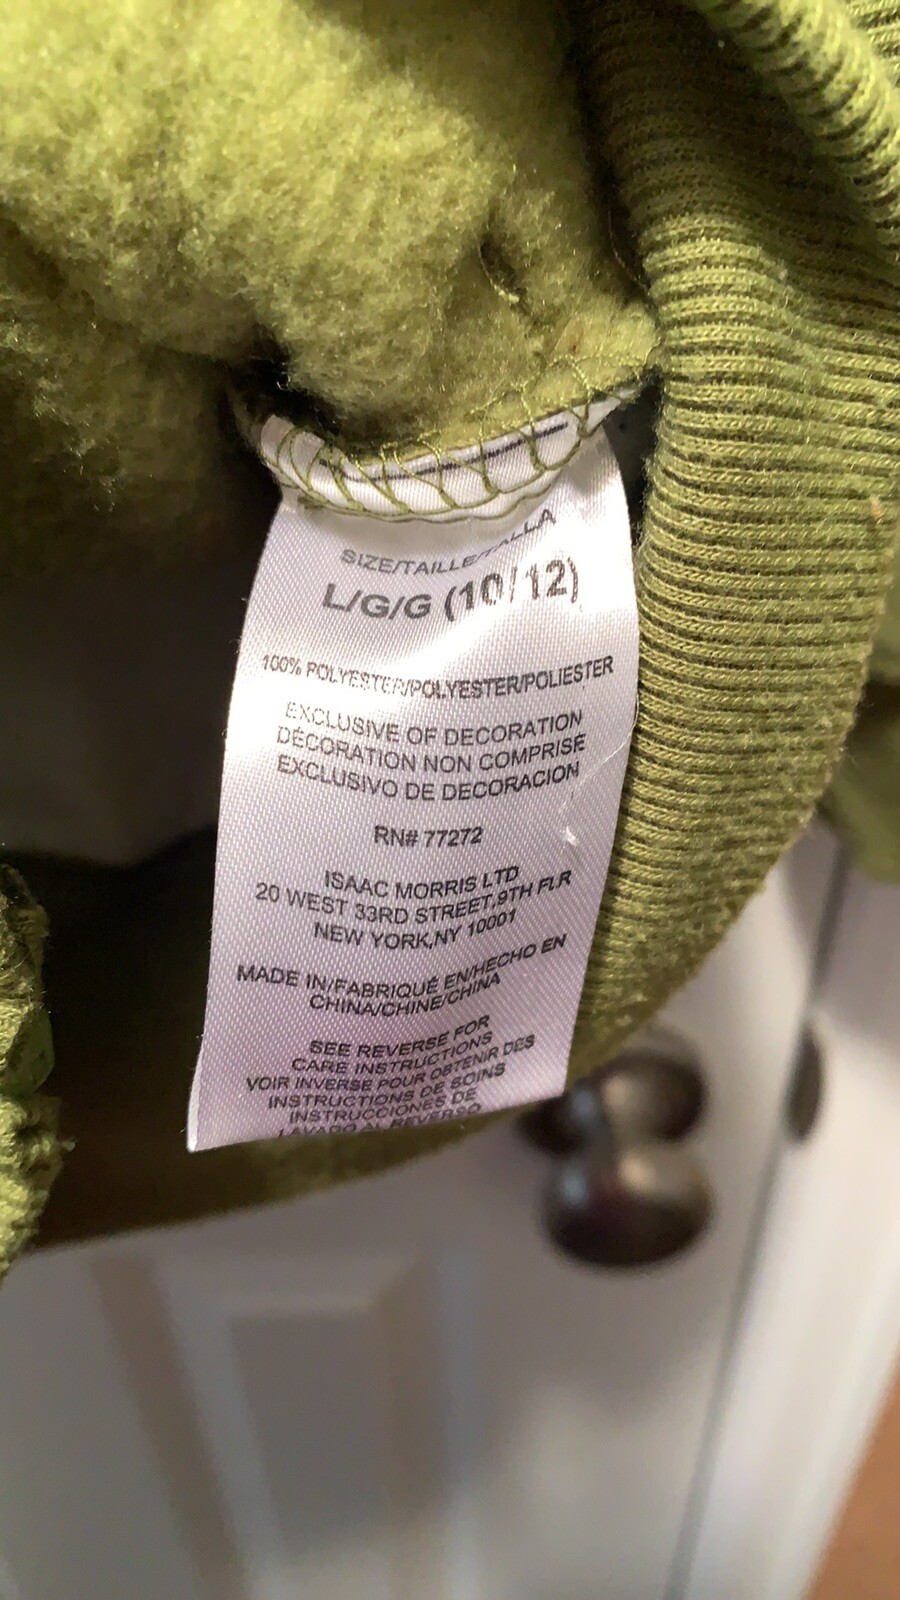 SIZE/TAILLE/TALLA
L/G/G (10/12)
100% POLYESTER/POLYESTER/POLIESTER
EXCLUSIVE OF DECORATION
DÉCORATION NON COMPRISE
EXCLUSIVO DE DECORACION
RN# 77272
ISAAC MORRIS LTD
20 WEST 33RD STREET,9TH FLR
NEW YORK,NY 10001
MADE IN/FABRIQUÉ EN/HECHO EN
CHINA/CHINE/CHINA
SEE REVERSE FOR
CARE INSTRUCTIONS
VOIR INVERSE POUR OBTENIR DES
INSTRUCTIONS DE SOINS
INSTRUCCIONES DE
LAVADO AL REVERSO